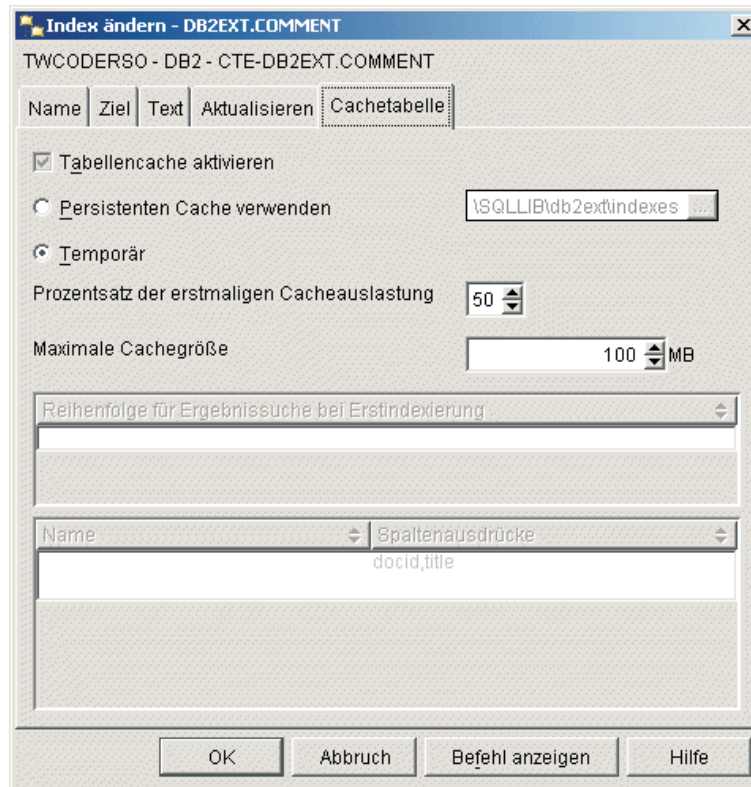 Index ändern - DB2EXT.COMMENT
TWCODERSO - DB2 - CTE-DB2EXT.COMMENT
Name Ziel Text Aktualisieren Cachetabelle
Tabellencache aktivieren
Persistenten Cache verwenden \SQLLIB\db2ext\indexes ...
Temporär
Prozentsatz der erstmaligen Cacheauslastung 50
Maximale Cachegröße 100 MB
Reihenfolge für Ergebnissuche bei Erstindexierung
Name Spaltenausdrücke
docid,title
OK Abbruch Befehl anzeigen Hilfe